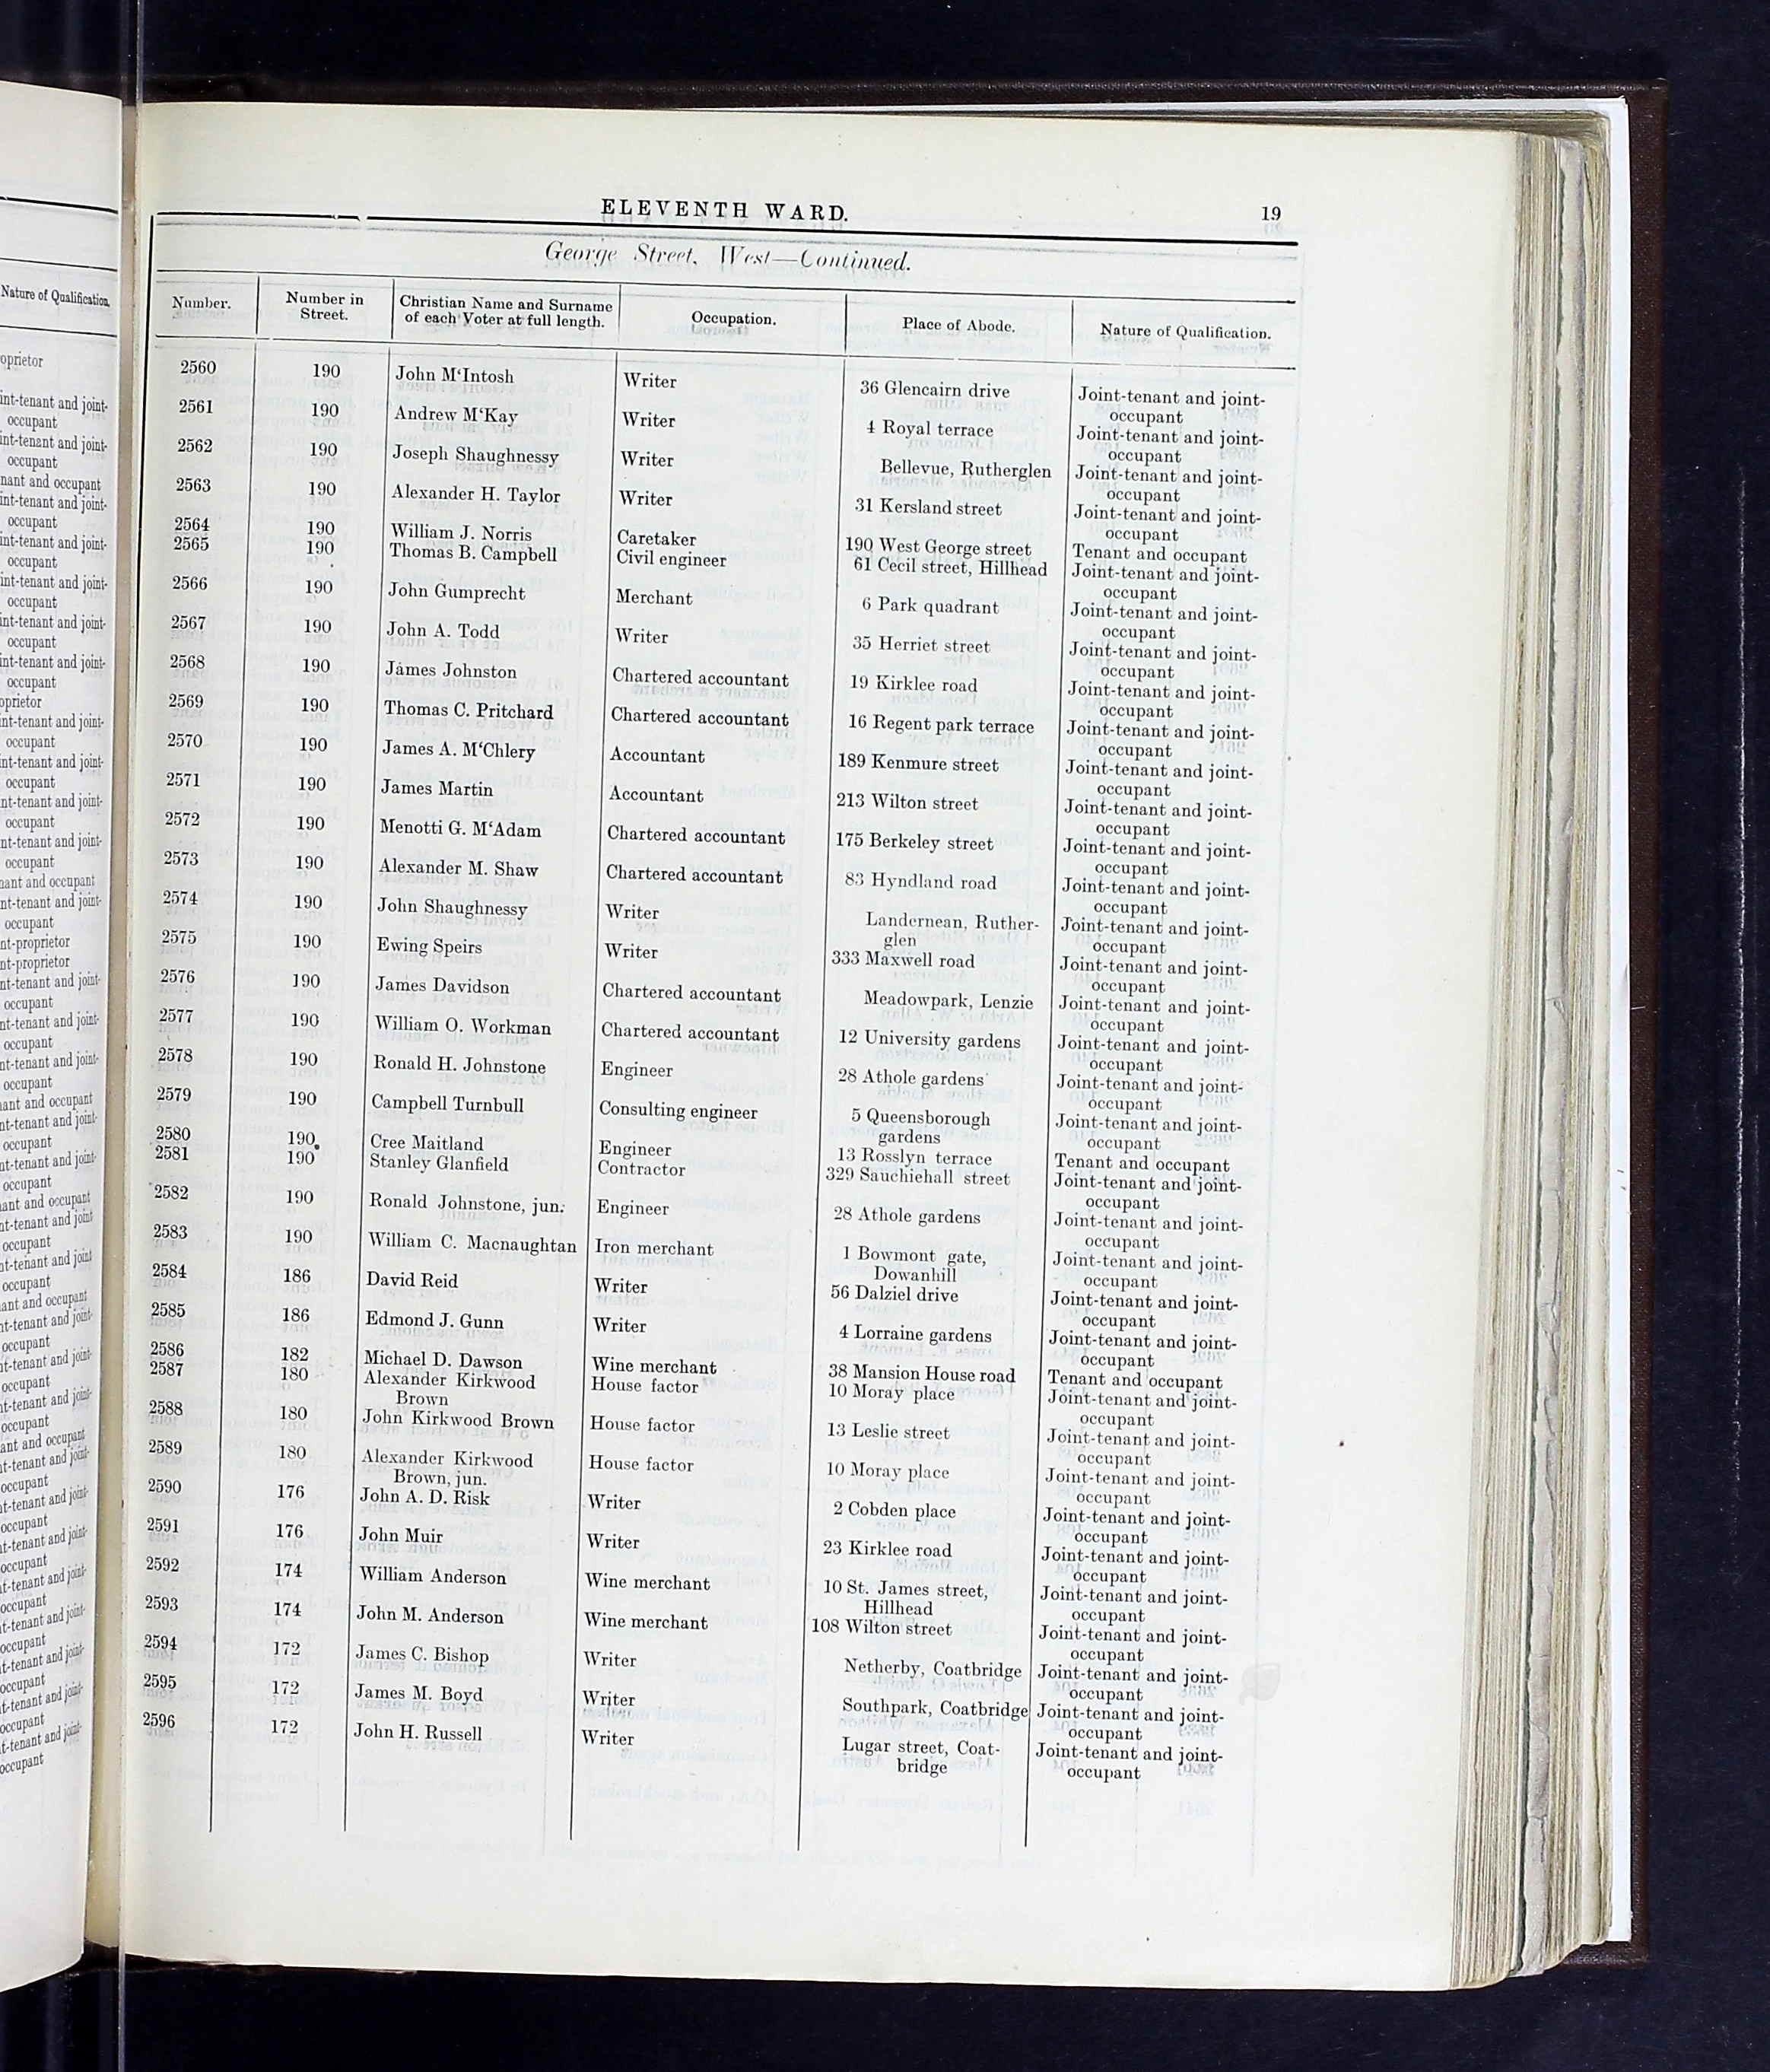 ELEVENTH WARD. 19
George Street, West—Continued.
Number. Number in Street. Christian Name and Surname of each Voter at full length. Occupation. Place of Abode. Nature of Qualification.
2560 190 John M‘Intosh Writer 36 Glencairn drive Joint-tenant and joint-
occupant
2561 190 Andrew M‘Kay Writer 4 Royal terrace Joint-tenant and joint-
occupant
2562 190 Joseph Shaughnessy Writer Bellevue, Rutherglen Joint-tenant and joint-
occupant
2563 190 Alexander H. Taylor Writer 31 Kersland street Joint-tenant and joint-
occupant
2564 190 William J. Norris Caretaker 190 West George street Tenant and occupant
2565 190 Thomas B. Campbell Civil engineer 61 Cecil street, Hillhead Joint-tenant and joint-
occupant
2566 190 John Gumprecht Merchant 6 Park quadrant Joint-tenant and joint-
occupant
2567 190 John A. Todd Writer 35 Herriet street Joint-tenant and joint-
occupant
2568 190 James Johnston Chartered accountant 19 Kirklee road Joint-tenant and joint-
occupant
2569 190 Thomas C. Pritchard Chartered accountant 16 Regent park terrace Joint-tenant and joint-
occupant
2570 190 James A. M‘Chlery Accountant 189 Kenmure street Joint-tenant and joint-
occupant
2571 190 James Martin Accountant 213 Wilton street Joint-tenant and joint-
occupant
2572 190 Menotti G. M‘Adam Chartered accountant 175 Berkeley street Joint-tenant and joint-
occupant
2573 190 Alexander M. Shaw Chartered accountant 83 Hyndland road Joint-tenant and joint-
occupant
2574 190 John Shaughnessy Writer Landernean, Ruther- Joint-tenant and joint-
glen occupant
2575 190 Ewing Speirs Writer 333 Maxwell road Joint-tenant and joint-
occupant
2576 190 James Davidson Chartered accountant Meadowpark, Lenzie Joint-tenant and joint-
occupant
2577 190 William O. Workman Chartered accountant 12 University gardens Joint-tenant and joint-
occupant
2578 190 Ronald H. Johnstone Engineer 28 Athole gardens Joint-tenant and joint-
occupant
2579 190 Campbell Turnbull Consulting engineer 5 Queensborough Joint-tenant and joint-
gardens occupant
2580 190 Cree Maitland Engineer 13 Rosslyn terrace Tenant and occupant
2581 190 Stanley Glanfield Contractor 329 Sauchiehall street Joint-tenant and joint-
occupant
2582 190 Ronald Johnstone, jun. Engineer 28 Athole gardens Joint-tenant and joint-
occupant
2583 190 William C. Macnaughtan Iron merchant 1 Bowmont gate, Joint-tenant and joint-
Dowanhill occupant
2584 186 David Reid Writer 56 Dalziel drive Joint-tenant and joint-
occupant
2585 186 Edmond J. Gunn Writer 4 Lorraine gardens Joint-tenant and joint-
occupant
2586 182 Michael D. Dawson Wine merchant 38 Mansion House road Tenant and occupant
2587 180 Alexander Kirkwood House factor 10 Moray place Joint-tenant and joint-
Brown occupant
2588 180 John Kirkwood Brown House factor 13 Leslie street Joint-tenant and joint-
occupant
2589 180 Alexander Kirkwood House factor 10 Moray place Joint-tenant and joint-
Brown, jun. occupant
2590 176 John A. D. Risk Writer 2 Cobden place Joint-tenant and joint-
occupant
2591 176 John Muir Writer 23 Kirklee road Joint-tenant and joint-
occupant
2592 174 William Anderson Wine merchant 10 St. James street, Joint-tenant and joint-
Hillhead occupant
2593 174 John M. Anderson Wine merchant 108 Wilton street Joint-tenant and joint-
occupant
2594 172 James C. Bishop Writer Netherby, Coatbridge Joint-tenant and joint-
occupant
2595 172 James M. Boyd Writer Southpark, Coatbridge Joint-tenant and joint-
occupant
2596 172 John H. Russell Writer Lugar street, Coat- Joint-tenant and joint-
bridge occupant